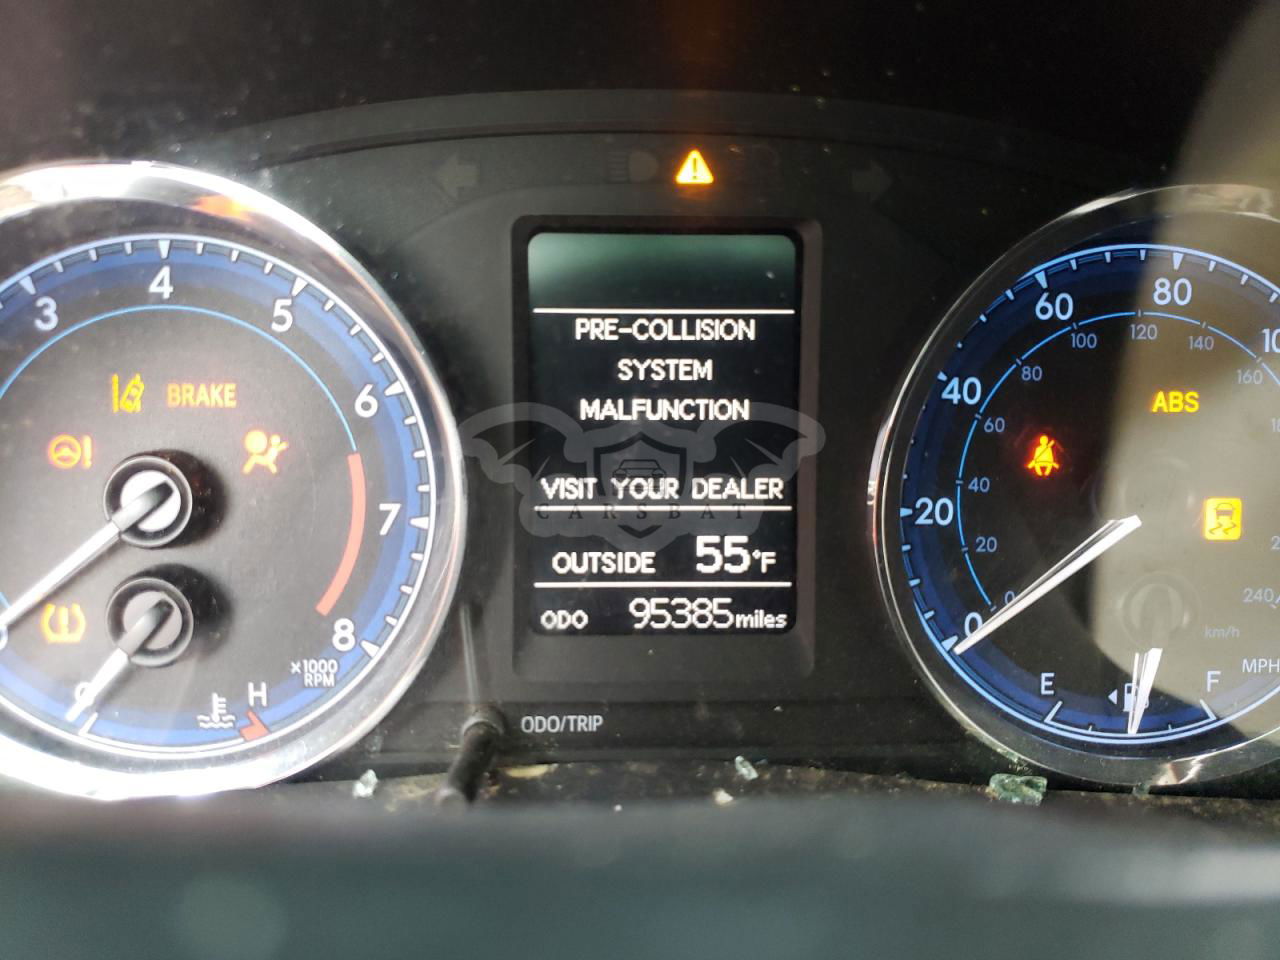 3
4
5
6
7
8
×1000
RPM
BRAKE
H
PRE-COLLISION
SYSTEM
MALFUNCTION
VISIT YOUR DEALER
CARSBAT
OUTSIDE 55°F
ODO 95385 miles
ODO/TRIP
0
20
40
60
80
0
20
40
60
80
100
120
140
160
240
km/h
MPH
ABS
E
F